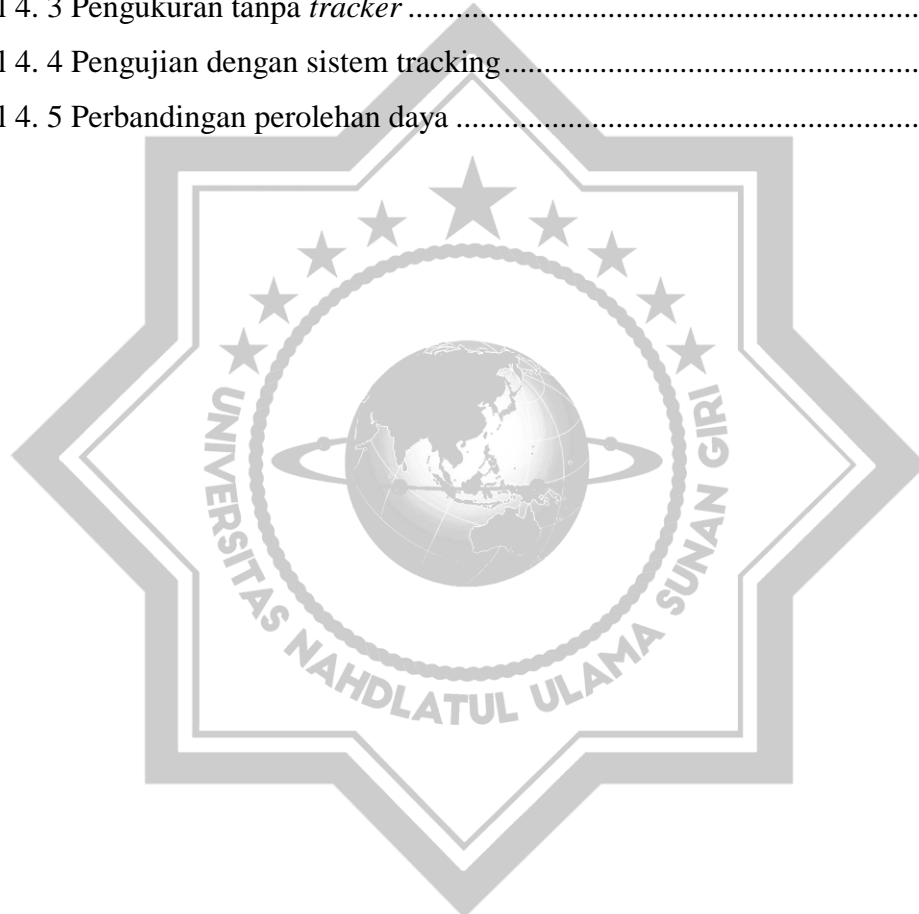 l 4. 3 Pengukuran tanpa tracker ........................................................................
l 4. 4 Pengujian dengan sistem tracking ........................................................
l 4. 5 Perbandingan perolehan daya ..............................................................
UNIVERSITAS NAHDLATUL ULAMA SUNAN GIRI